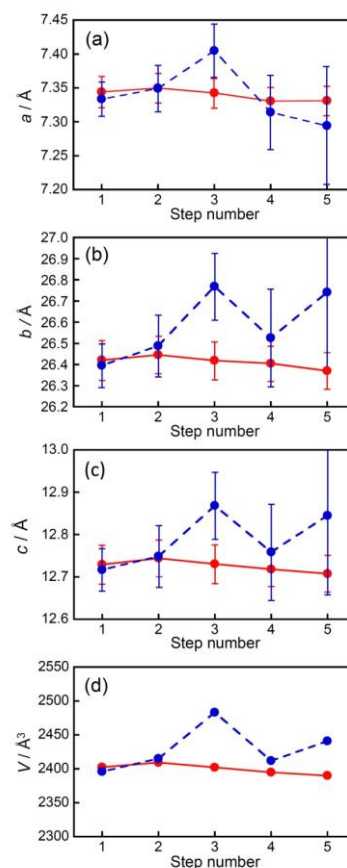 (a)
a / Å
7.45
7.40
7.35
7.30
7.25
7.20
1 2 3 4 5
Step number
(b)
b / Å
27.0
26.9
26.8
26.7
26.6
26.5
26.4
26.3
26.2
1 2 3 4 5
Step number
(c)
c / Å
13.0
12.9
12.8
12.7
12.6
1 2 3 4 5
Step number
(d)
V / Å³
2550
2500
2450
2400
2350
2300
1 2 3 4 5
Step number